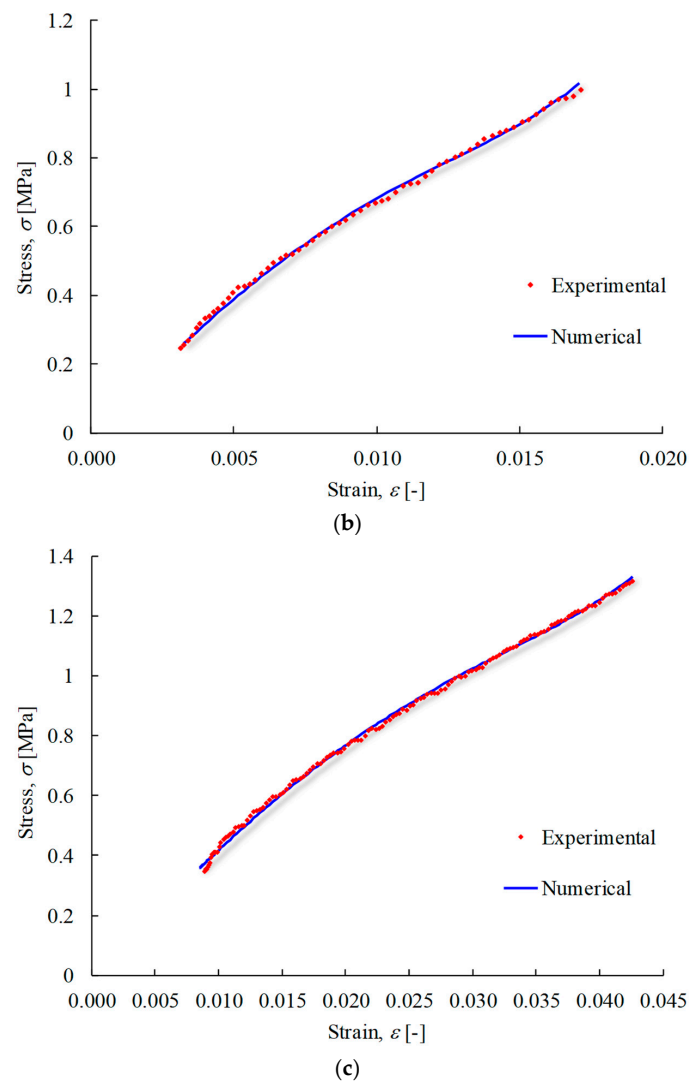 1.2
1
0.8
0.6
0.4
0.2
0
Stress, σ [MPa]
Experimental
Numerical
0.000 0.005 0.010 0.015 0.020
Strain, ε [-]
(b)
1.4
1.2
1
0.8
0.6
0.4
0.2
0
Stress, σ [MPa]
Experimental
Numerical
0.000 0.005 0.010 0.015 0.020 0.025 0.030 0.035 0.040 0.045
Strain, ε [-]
(c)